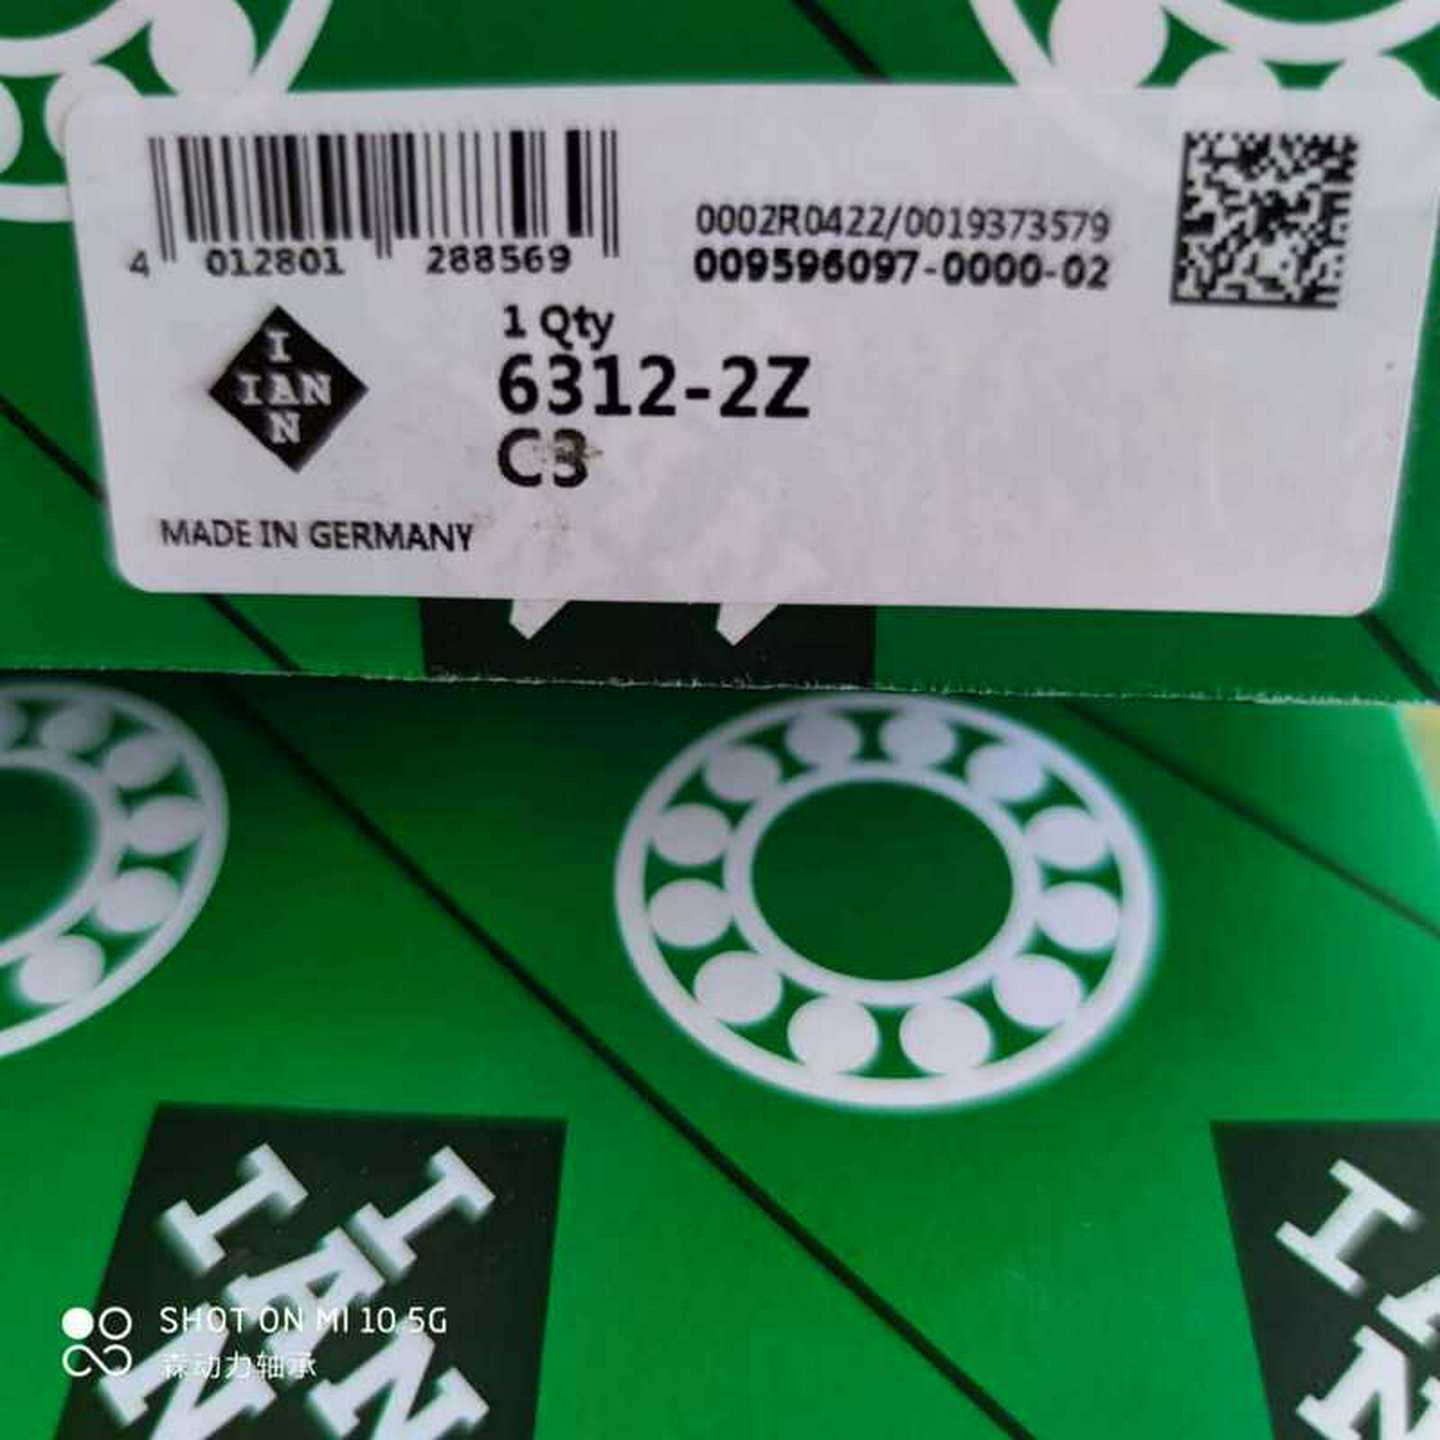 4 012801 288569
0002R0422/0019373579
009596097-0000-02
I
IAN
N
1 Qty
6312-2Z
C3
MADE IN GERMANY
I
IAN
N
I
IAN
SHOT ON MI 10 5G
森动力轴承